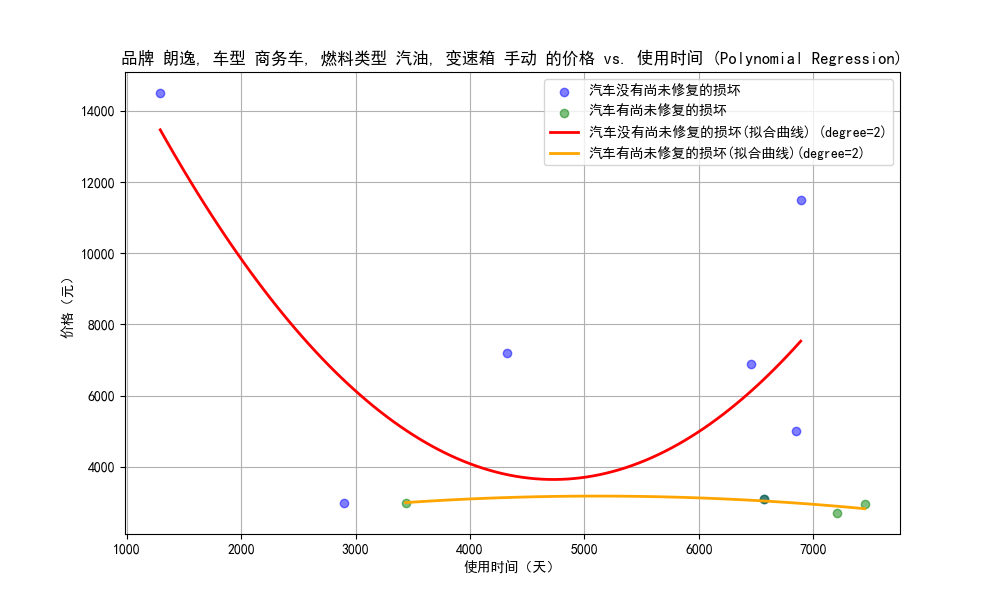 品牌 朗逸, 车型 商务车, 燃料类型 汽油, 变速箱 手动 的价格 vs. 使用时间 (Polynomial Regression)
汽车没有尚未修复的损坏
汽车有尚未修复的损坏
汽车没有尚未修复的损坏(拟合曲线) (degree=2)
汽车有尚未修复的损坏(拟合曲线)(degree=2)
价格（元）
14000
12000
10000
8000
6000
4000
1000 2000 3000 4000 5000 6000 7000
使用时间（天）